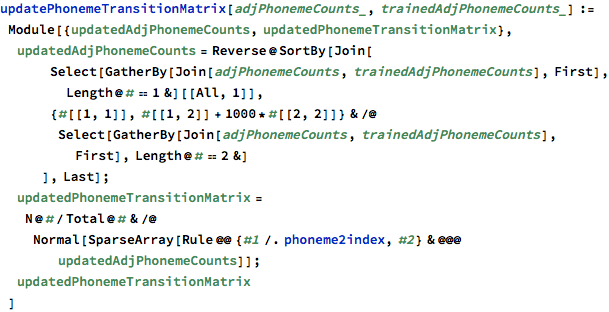 updatePhonemeTransitionMatrix[adjPhonemeCounts_, trainedAdjPhonemeCounts_] :=
Module[{updatedAdjPhonemeCounts, updatedPhonemeTransitionMatrix},
updatedAdjPhonemeCounts = Reverse@SortBy[Join[
Select[GatherBy[Join[adjPhonemeCounts, trainedAdjPhonemeCounts], First],
Length@# == 1 &][[All, 1]],
{#[[1, 1]], #[[1, 2]] + 1000*#[[2, 2]]} & /@
Select[GatherBy[Join[adjPhonemeCounts, trainedAdjPhonemeCounts],
First], Length@# == 2 &]
], Last];
updatedPhonemeTransitionMatrix =
N@# / Total@# & /@
Normal[SparseArray[Rule @@ {#1 /. phoneme2index, #2} & @@@
updatedAdjPhonemeCounts]];
updatedPhonemeTransitionMatrix
]